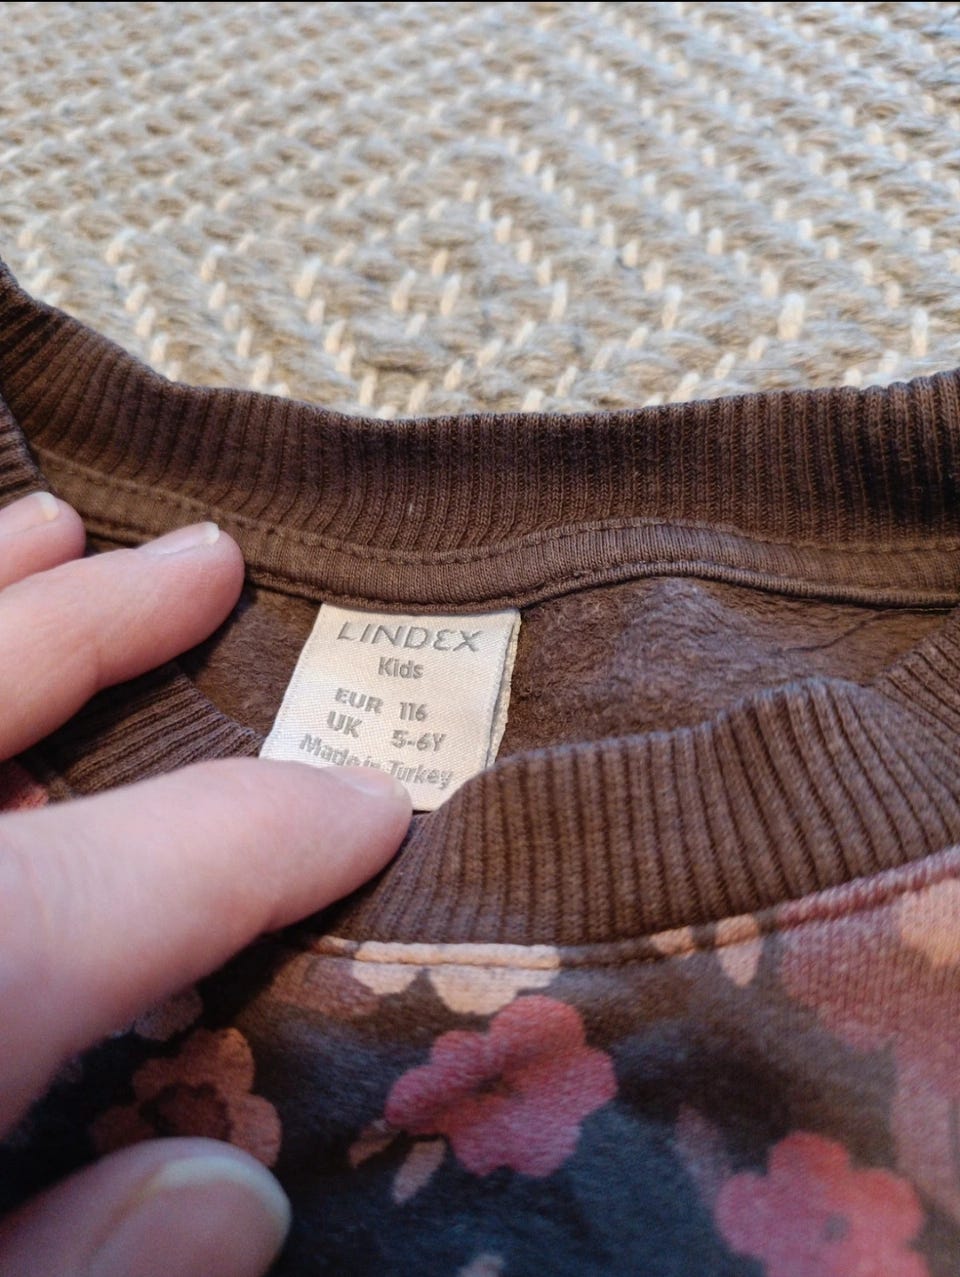 LINDEX
Kids
EUR 116
UK 5-6Y
Made in Turkey